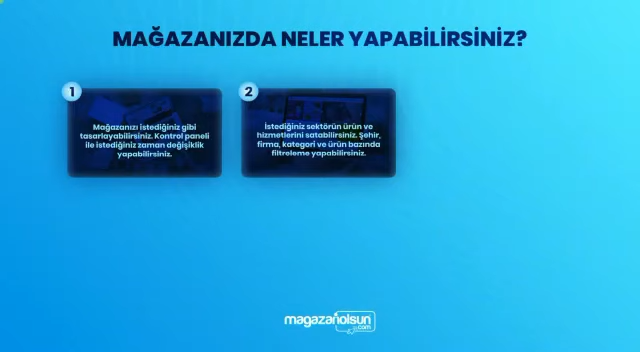 MAĞAZANIZDA NELER YAPABİLİRSİNİZ?
1
Mağazanızı istediğiniz gibi
tasarlayabilirsiniz. Kontrol paneli
ile istediğiniz zaman değişiklik
yapabilirsiniz.
2
İstediğiniz sektörün ürün ve
hizmetlerini satabilirsiniz. Şehir,
firma, kategori ve ürün bazında
filtreleme yapabilirsiniz.
magazanolsun
.com